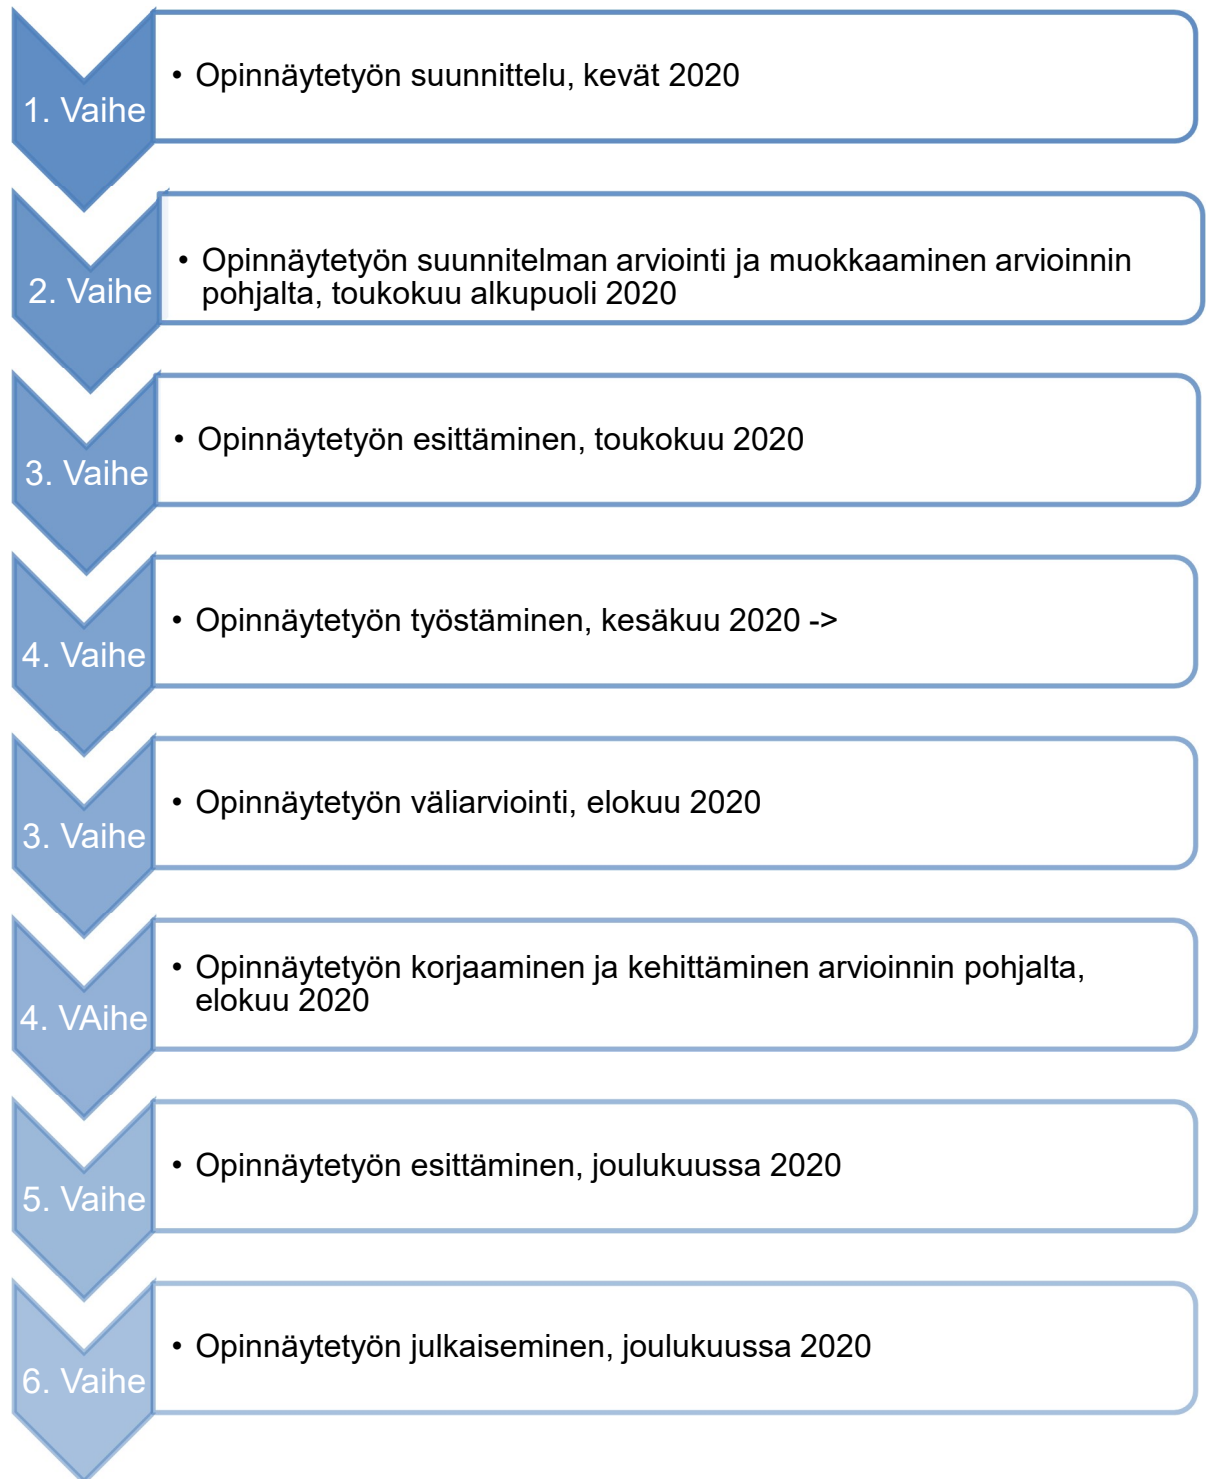 1. Vaihe
• Opinnäytetyön suunnittelu, kevät 2020
2. Vaihe
• Opinnäytetyön suunnitelman arviointi ja muokkaaminen arvioinnin
pohjalta, toukokuu alkupuoli 2020
3. Vaihe
• Opinnäytetyön esittäminen, toukokuu 2020
4. Vaihe
• Opinnäytetyön työstäminen, kesäkuu 2020 ->
3. Vaihe
• Opinnäytetyön väliarviointi, elokuu 2020
4. VAihe
• Opinnäytetyön korjaaminen ja kehittäminen arvioinnin pohjalta,
elokuu 2020
5. Vaihe
• Opinnäytetyön esittäminen, joulukuussa 2020
6. Vaihe
• Opinnäytetyön julkaiseminen, joulukuussa 2020